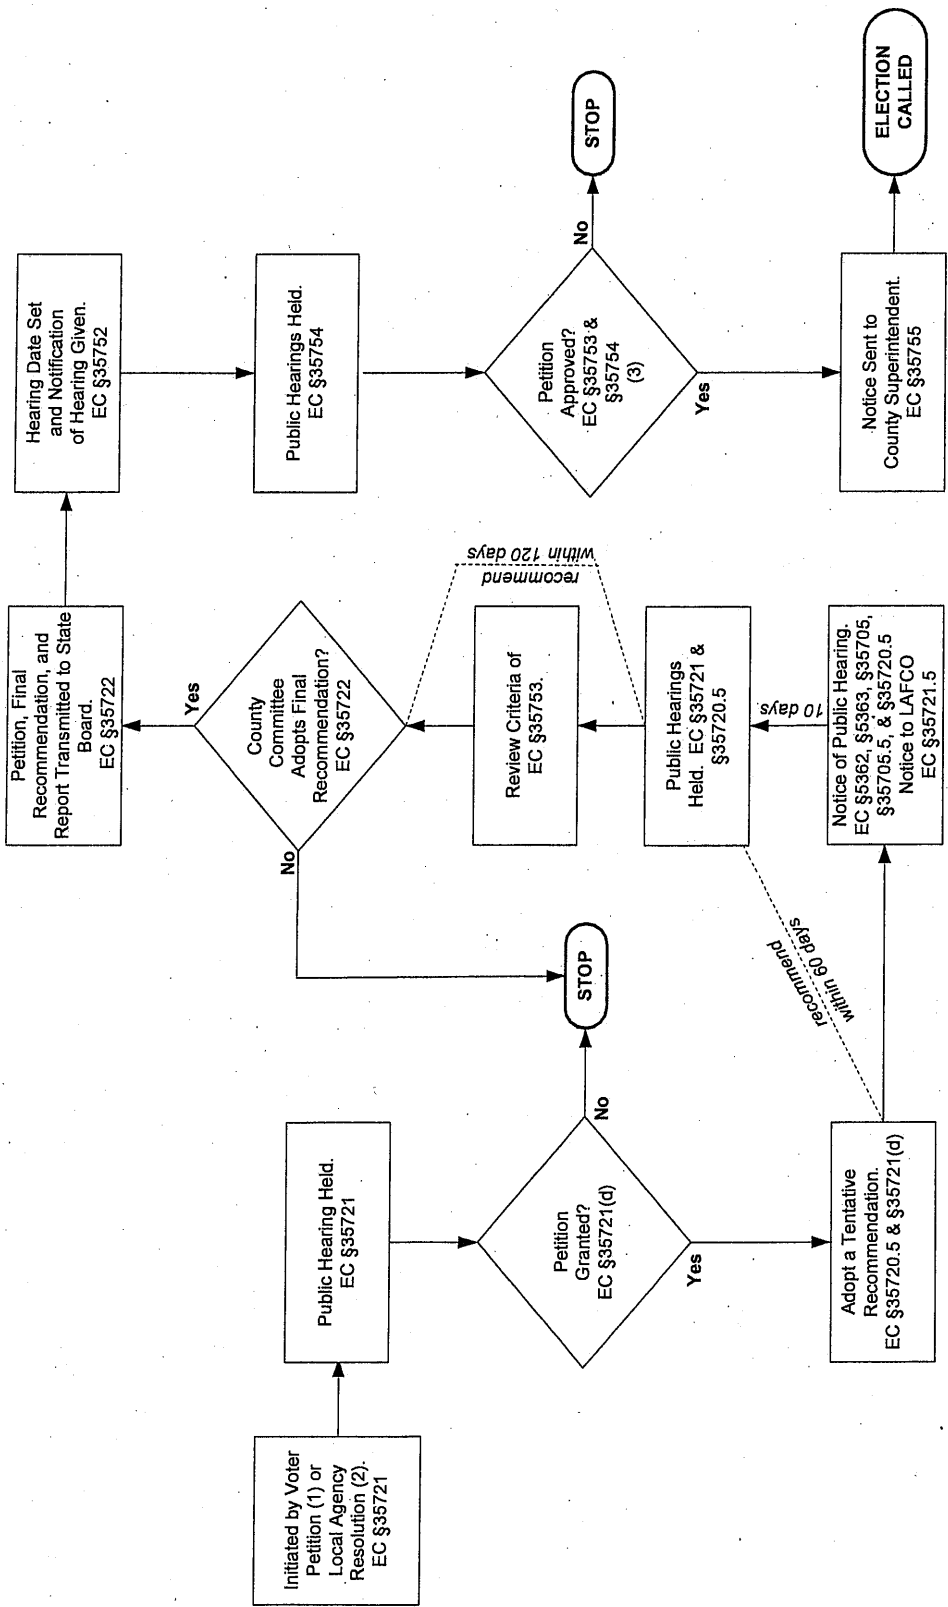 Initiated by Voter
Petition (1) or
Local Agency
Resolution (2).
EC §35721
Public Hearing Held.
EC §35721
Petition
Granted?
EC §35721(d)
No
STOP
Yes
Adopt a Tentative
Recommendation.
EC §35720.5 & §35721(d)
recommend
within 60 days
Notice of Public Hearing.
EC §5362, §5363, §35705,
§35705.5, & §35720.5
Notice to LAFCO
EC §35721.5
10 days.
Public Hearings
Held. EC §35721 &
§35720.5
recommend
within 120 days
Review Criteria of
EC §35753.
County
Committee
Adopts Final
Recommendation?
EC §35722
No
Yes
Petition, Final
Recommendation, and
Report Transmitted to State
Board.
EC §35722
Hearing Date Set
and Notification
of Hearing Given.
EC §35752
Public Hearings Held.
EC §35754
Petition
Approved?
EC §35753 &
§35754
(3)
No
STOP
Yes
Notice Sent to
County Superintendent.
EC §35755
ELECTION
CALLED